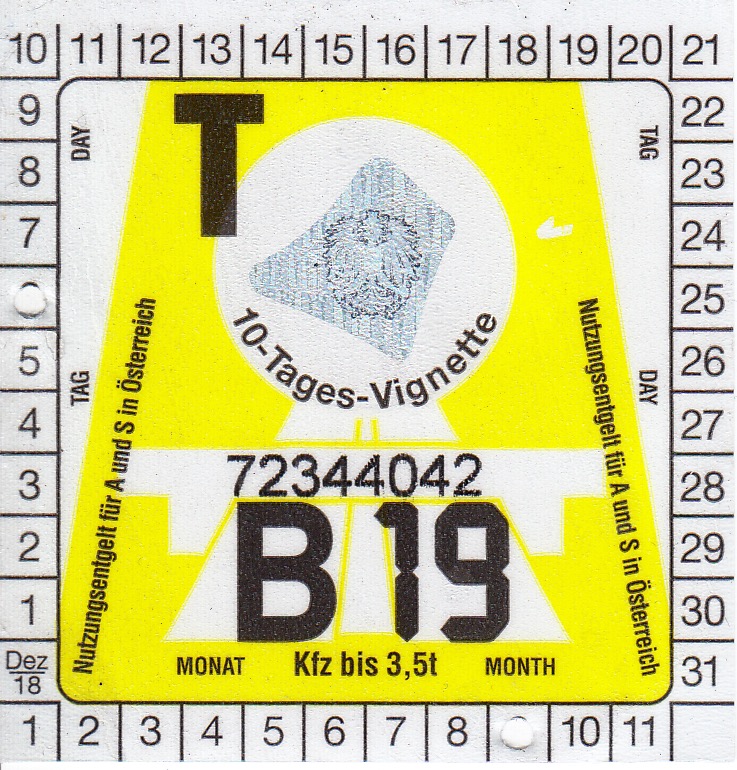 10 11 12 13 14 15 16 17 18 19 20 21
9 22
T
DAY TAG
8 23
7 24
25
10-Tages-Vignette
Nutzungsentgelt für A und S in Österreich
Nutzungsentgelt für A und S in Österreich
5 26
TAG DAY
4 27
72344042
3 28
B 19
2 29
1 30
MONAT Kfz bis 3,5t MONTH
Dez
18
31
1 2 3 4 5 6 7 8 10 11